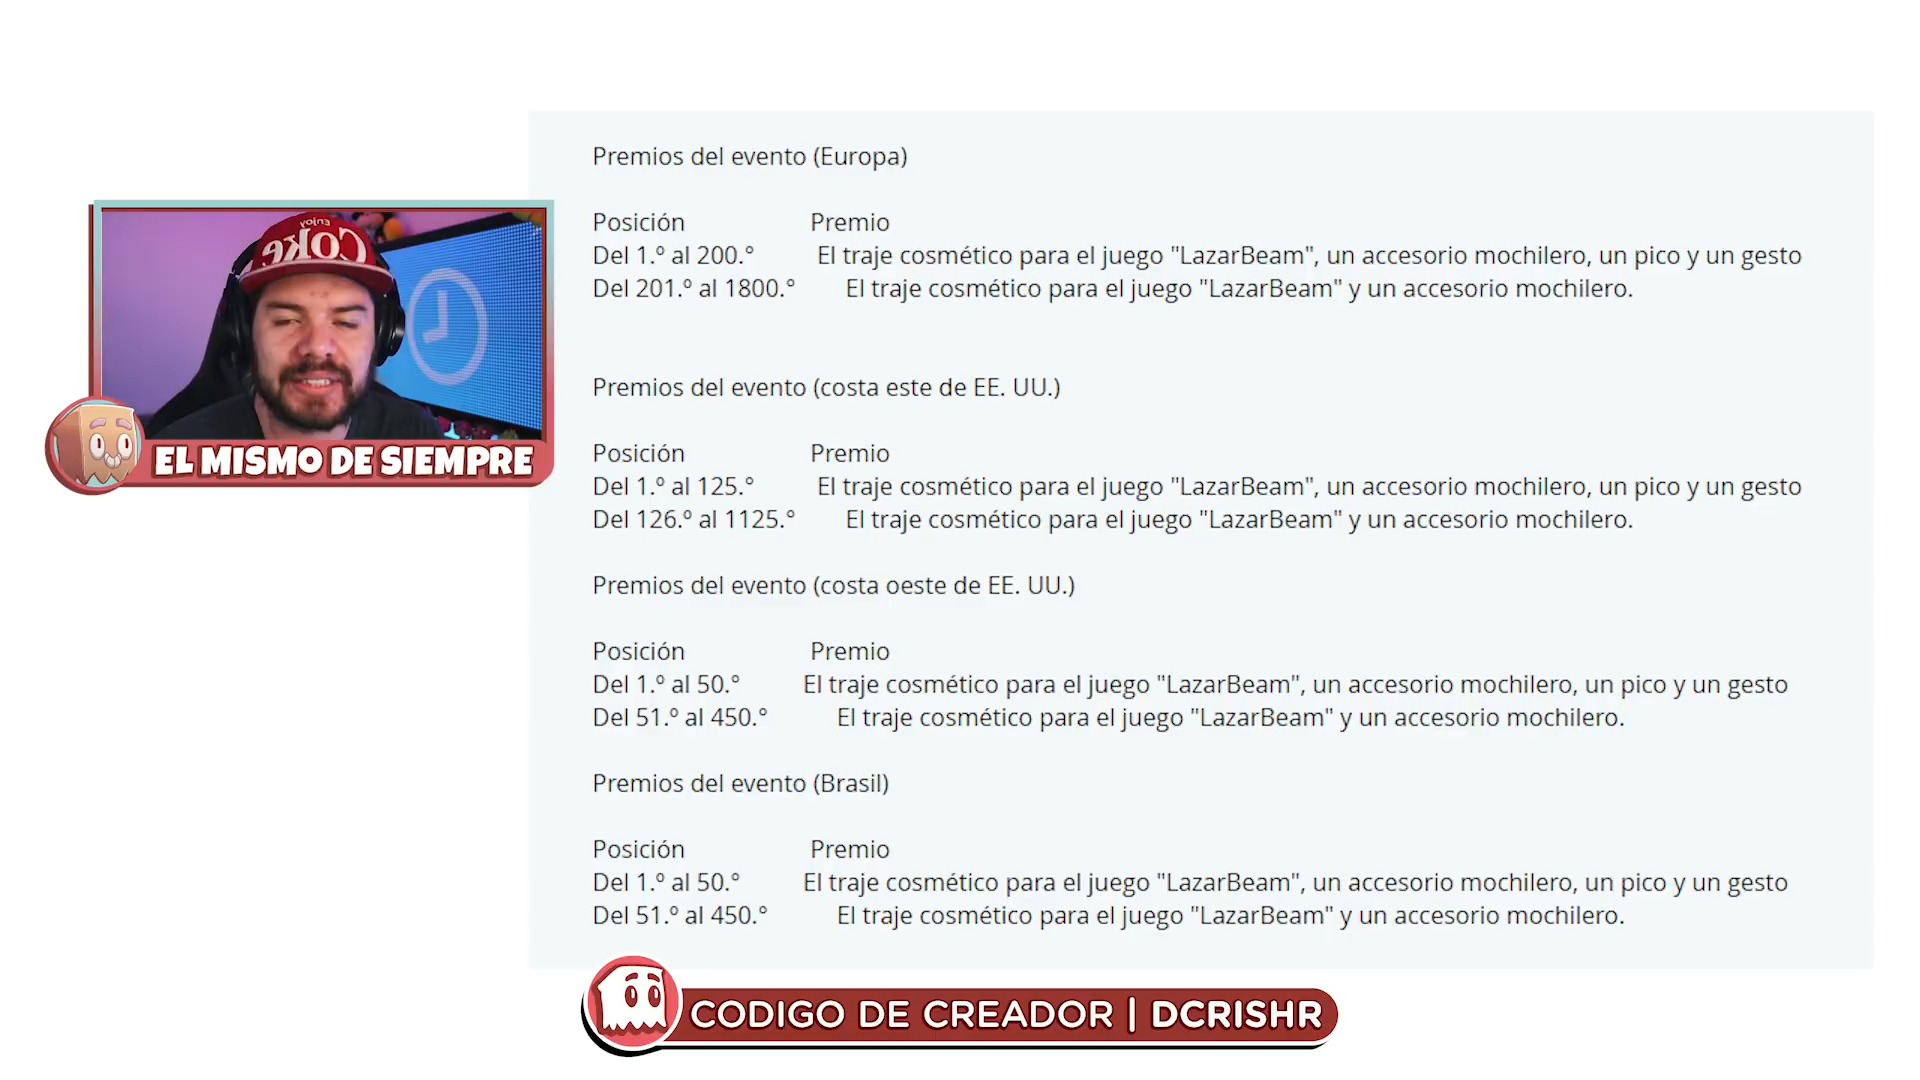 Premios del evento (Europa)
Posición Premio
Del 1.º al 200.° El traje cosmético para el juego "LazarBeam", un accesorio mochilero, un pico y un gesto
Del 201.º al 1800.° El traje cosmético para el juego "LazarBeam" y un accesorio mochilero.
Enjoy
Coke
EL MISMO DE SIEMPRE
Premios del evento (costa este de EE. UU.)
Posición Premio
Del 1.º al 125.° El traje cosmético para el juego "LazarBeam", un accesorio mochilero, un pico y un gesto
Del 126.º al 1125.° El traje cosmético para el juego "LazarBeam" y un accesorio mochilero.
Premios del evento (costa oeste de EE. UU.)
Posición Premio
Del 1.º al 50.° El traje cosmético para el juego "LazarBeam", un accesorio mochilero, un pico y un gesto
Del 51.º al 450.° El traje cosmético para el juego "LazarBeam" y un accesorio mochilero.
Premios del evento (Brasil)
Posición Premio
Del 1.º al 50.° El traje cosmético para el juego "LazarBeam", un accesorio mochilero, un pico y un gesto
Del 51.º al 450.° El traje cosmético para el juego "LazarBeam" y un accesorio mochilero.
CODIGO DE CREADOR | DCRISHR